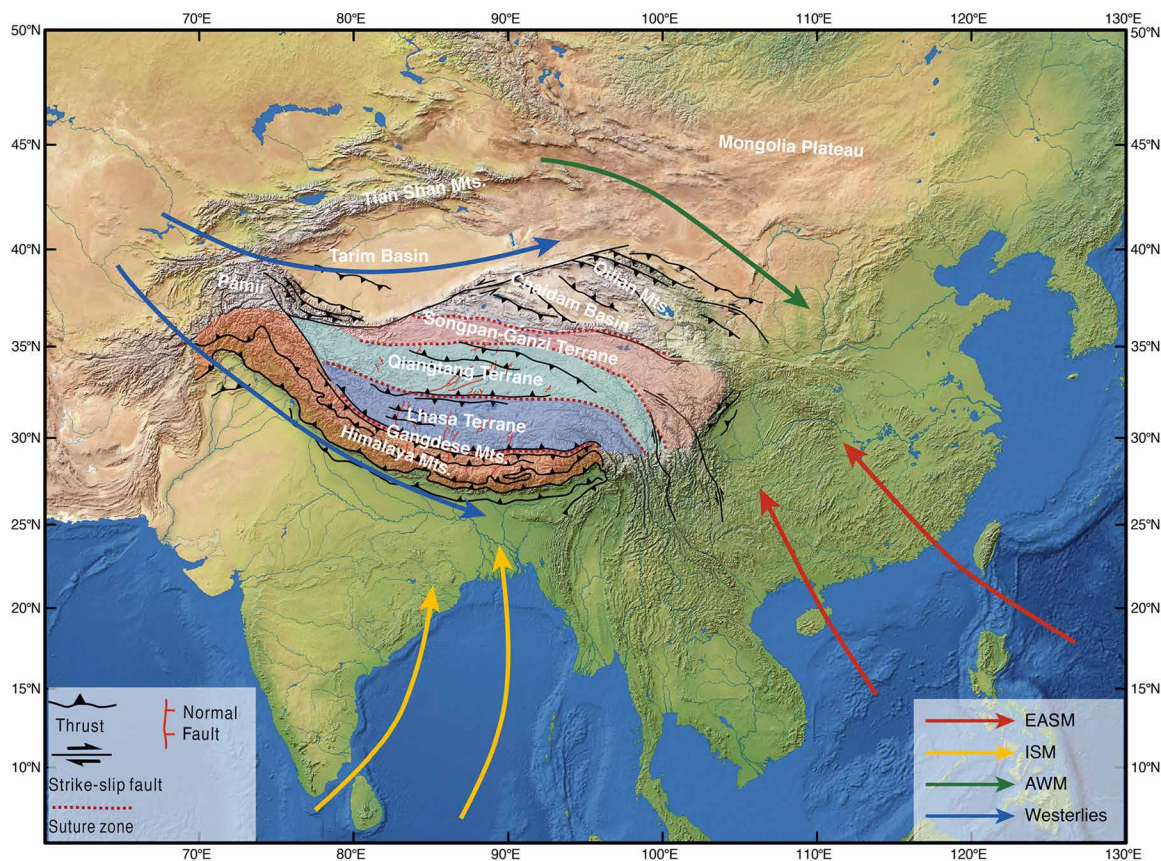 70°E 80°E 90°E 100°E 110°E 120°E 130°E
50°N 50°N
45°N 45°N
40°N 40°N
35°N 35°N
30°N 30°N
25°N 25°N
20°N 20°N
15°N 15°N
10°N 10°N
Mongolia Plateau
Tian Shan Mts.
Tarim Basin
Pamir
Qilian Mts.
Chaidam Basin
Songpan-Ganzi Terrane
Qiangtang Terrane
Lhasa Terrane
Gangdese Mts.
Himalaya Mts.
Thrust
Normal
Fault
Strike-slip fault
Suture zone
EASM
ISM
AWM
Westerlies
70°E 80°E 90°E 100°E 110°E 120°E 130°E